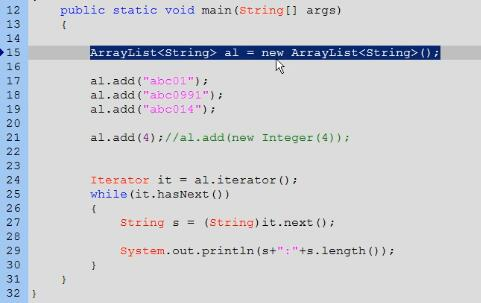 12 public static void main(String[] args)
13 {
14
15 ArrayList<String> al = new ArrayList<String>();
16
17 al.add("abc01");
18 al.add("abc0991");
19 al.add("abc014");
20
21 al.add(4);//al.add(new Integer(4));
22
23
24 Iterator it = al.iterator();
25 while(it.hasNext())
26 {
27 String s = (String)it.next();
28
29 System.out.println(s+":"+s.length());
30 }
31 }
32 }